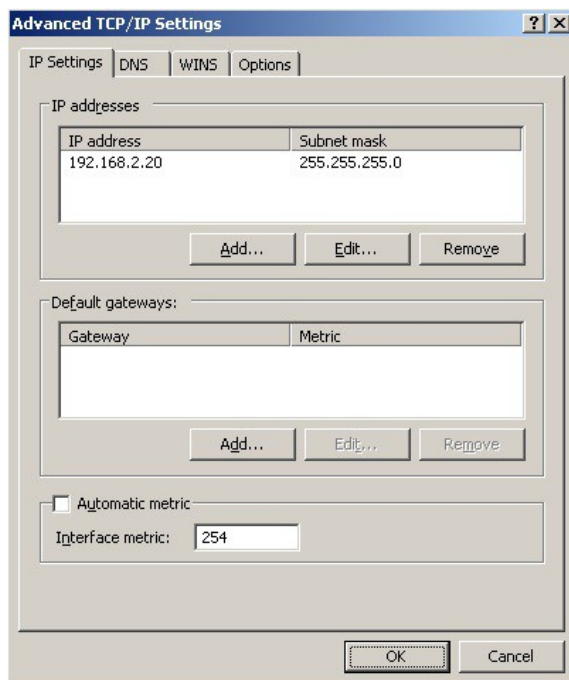 Advanced TCP/IP Settings
IP Settings DNS WINS Options
IP addresses
IP address Subnet mask
192.168.2.20 255.255.255.0
Add... Edit... Remove
Default gateways:
Gateway Metric
Add... Edit... Remove
Automatic metric
Interface metric: 254
OK Cancel